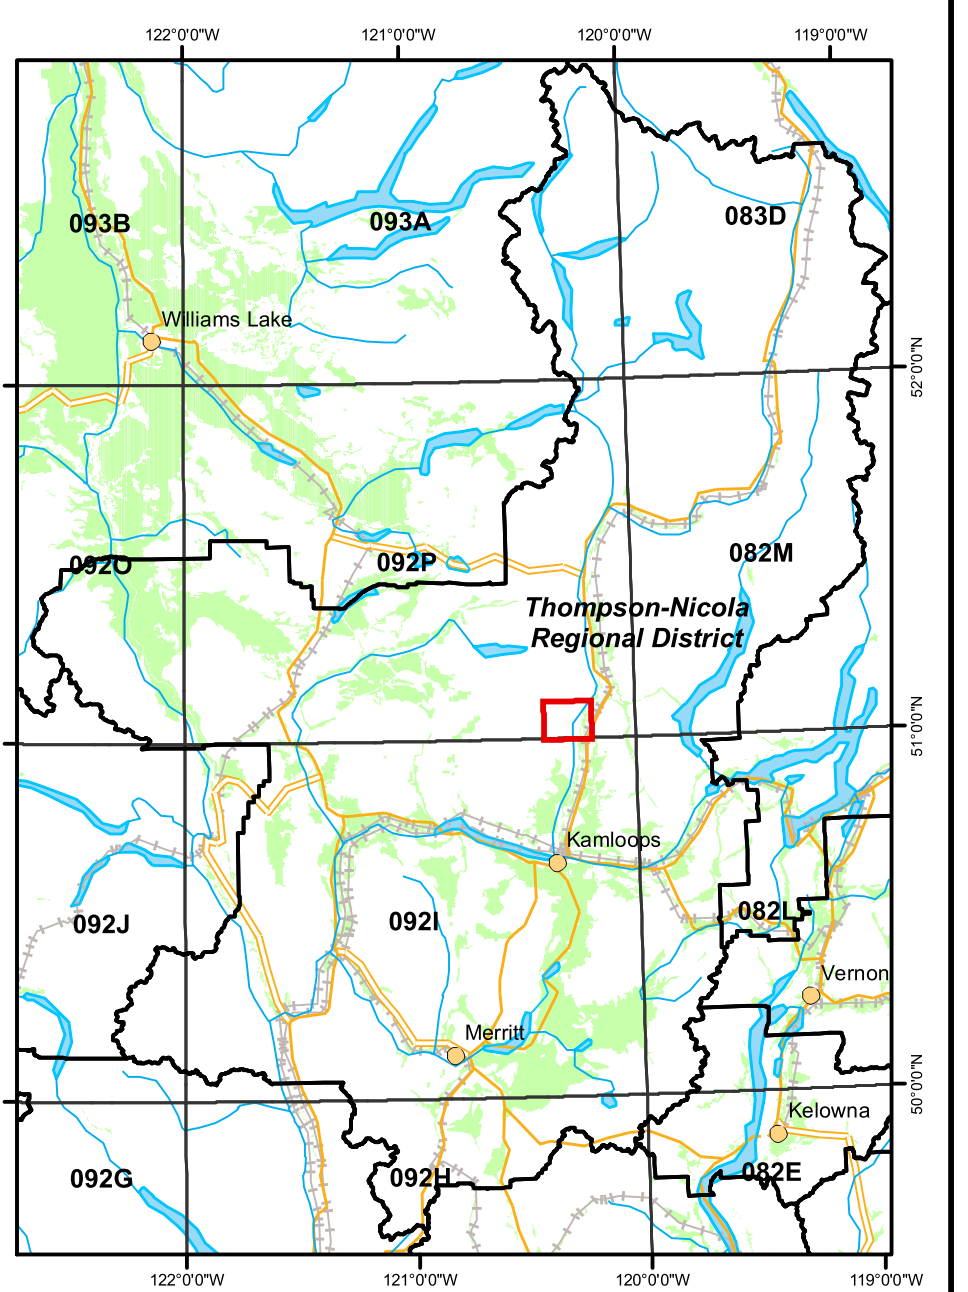 122°0'0"W
121°0'0"W
120°0'0"W
119°0'0"W
093B
093A
083D
Williams Lake
52°0'0"N
092O
092P
082M
Thompson-Nicola
Regional District
51°0'0"N
Kamloops
092J
092I
082L
Vernon
Merritt
50°0'0"N
Kelowna
092G
092H
082E
122°0'0"W
121°0'0"W
120°0'0"W
119°0'0"W